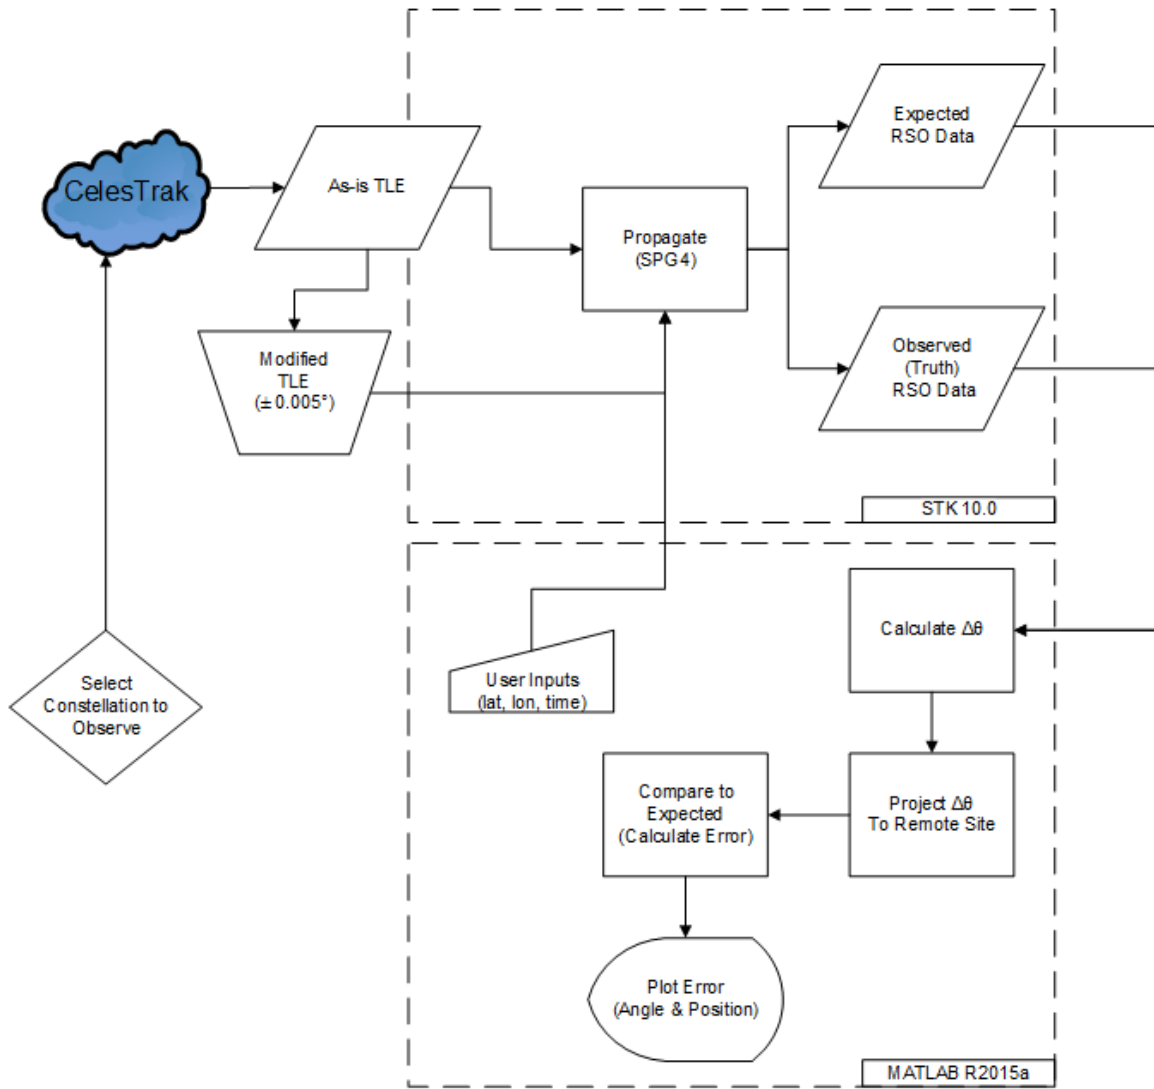 CelesTrak
As-is TLE
Modified
TLE
(± 0.005°)
Propagate
(SPG4)
Expected
RSO Data
Observed
(Truth)
RSO Data
STK 10.0
Select
Constellation to
Observe
User Inputs
(lat, lon, time)
Calculate Δθ
Project Δθ
To Remote Site
Compare to
Expected
(Calculate Error)
Plot Error
(Angle & Position)
MATLAB R2015a